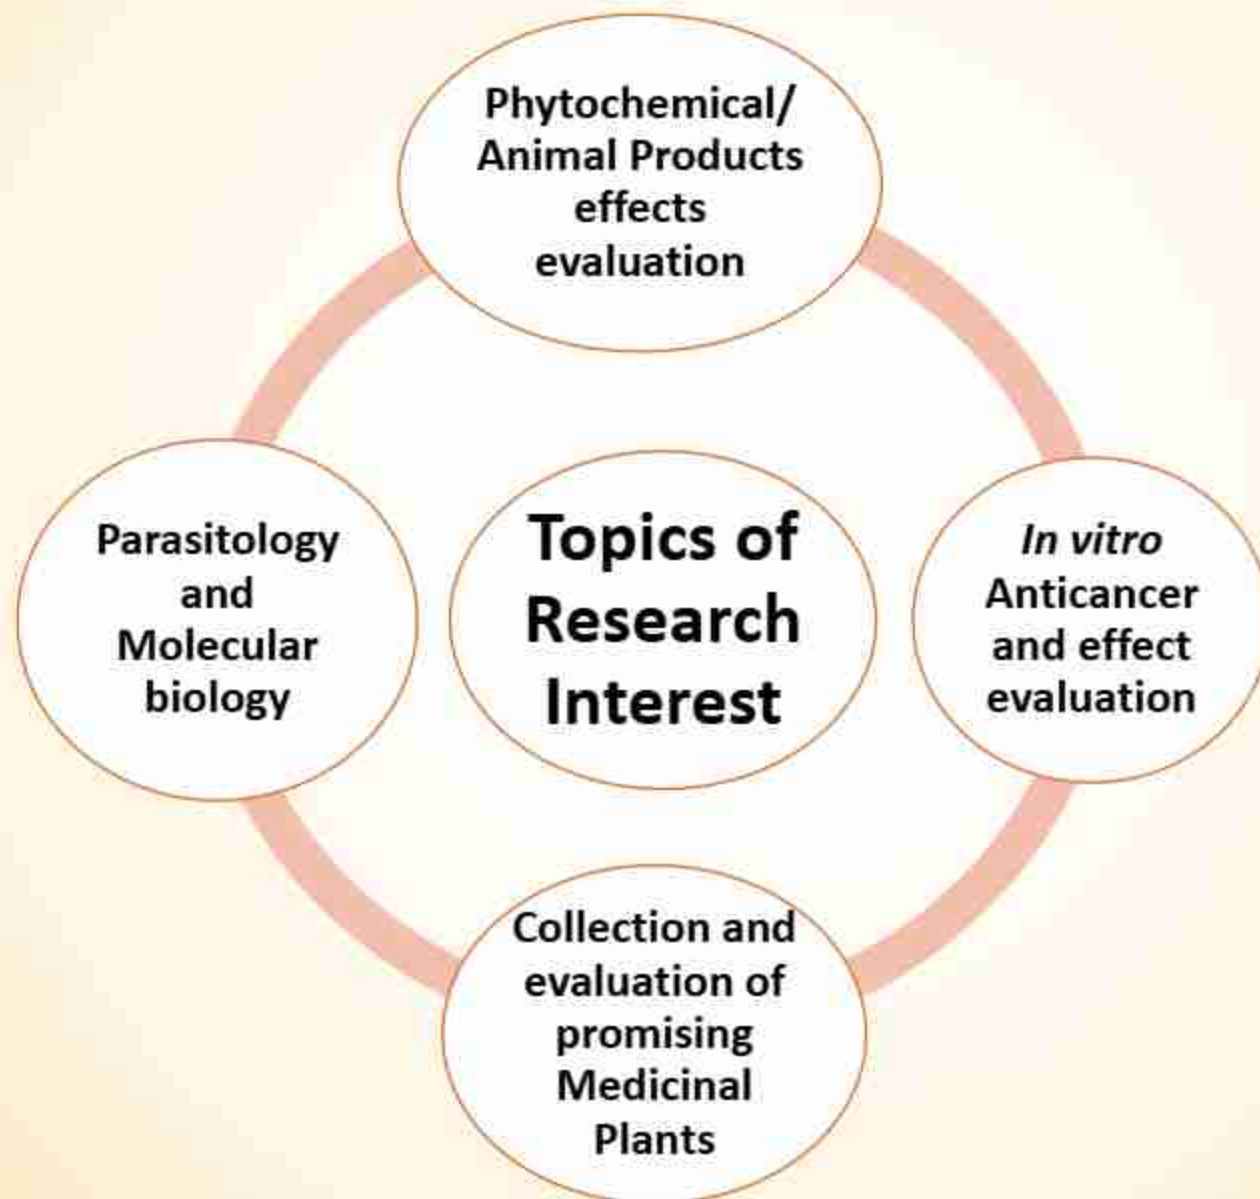 Phytochemical/
Animal Products
effects
evaluation
Parasitology
and
Molecular
biology
Topics of
Research
Interest
In vitro
Anticancer
and effect
evaluation
Collection and
evaluation of
promising
Medicinal
Plants